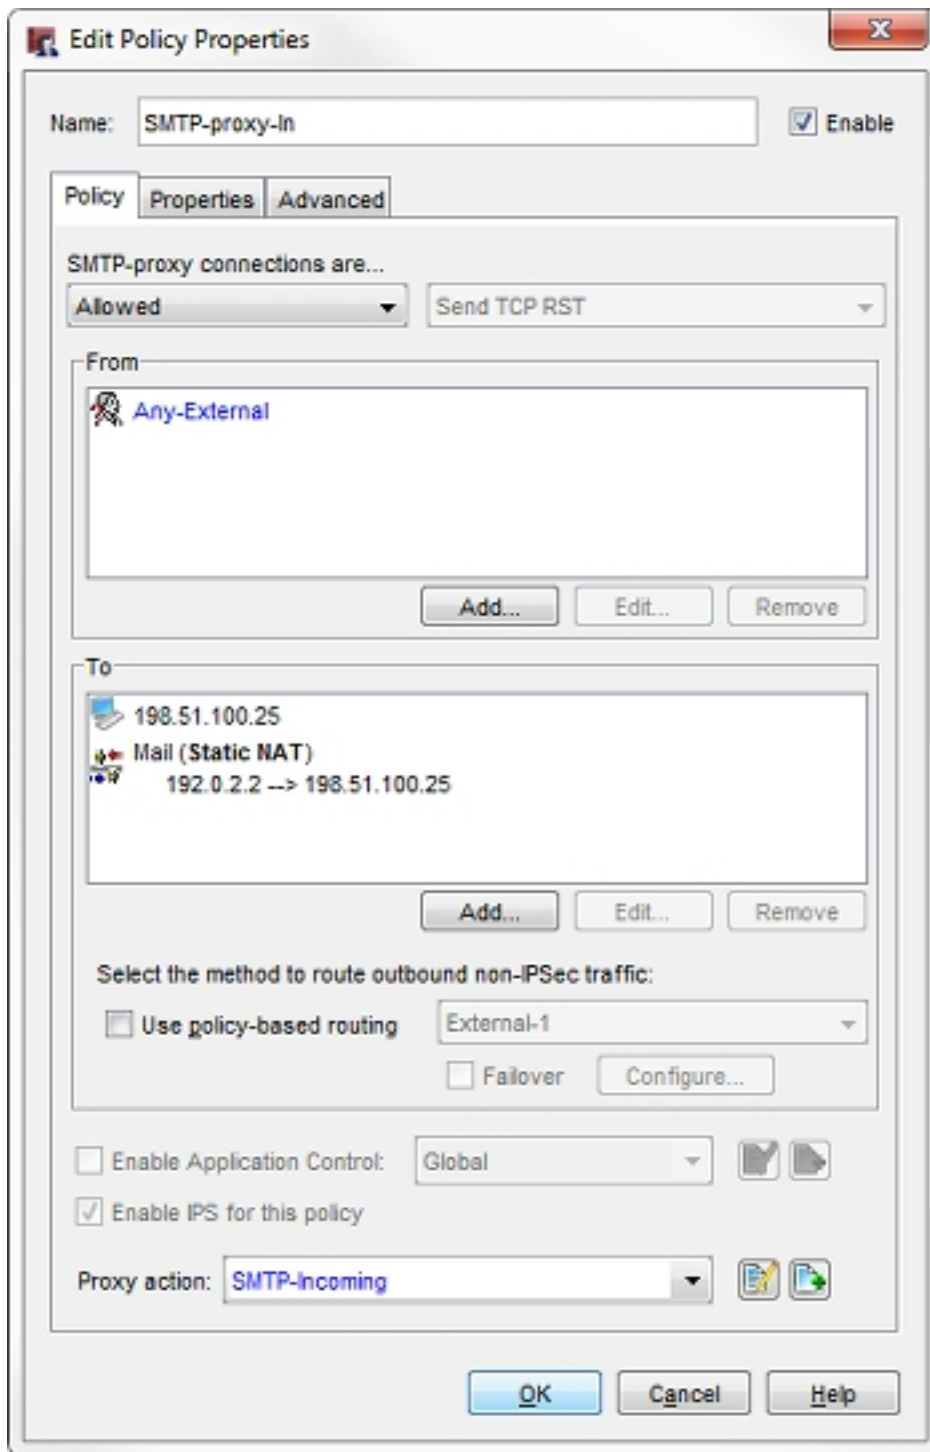 Edit Policy Properties
Name: SMTP-proxy-In Enable
Policy Properties Advanced
SMTP-proxy connections are...
Allowed Send TCP RST
From
Any-External
Add... Edit... Remove
To
198.51.100.25
Mail (Static NAT)
192.0.2.2 --> 198.51.100.25
Add... Edit... Remove
Select the method to route outbound non-IPSec traffic:
Use policy-based routing External-1
Failover Configure...
Enable Application Control: Global
Enable IPS for this policy
Proxy action: SMTP-Incoming
OK Cancel Help